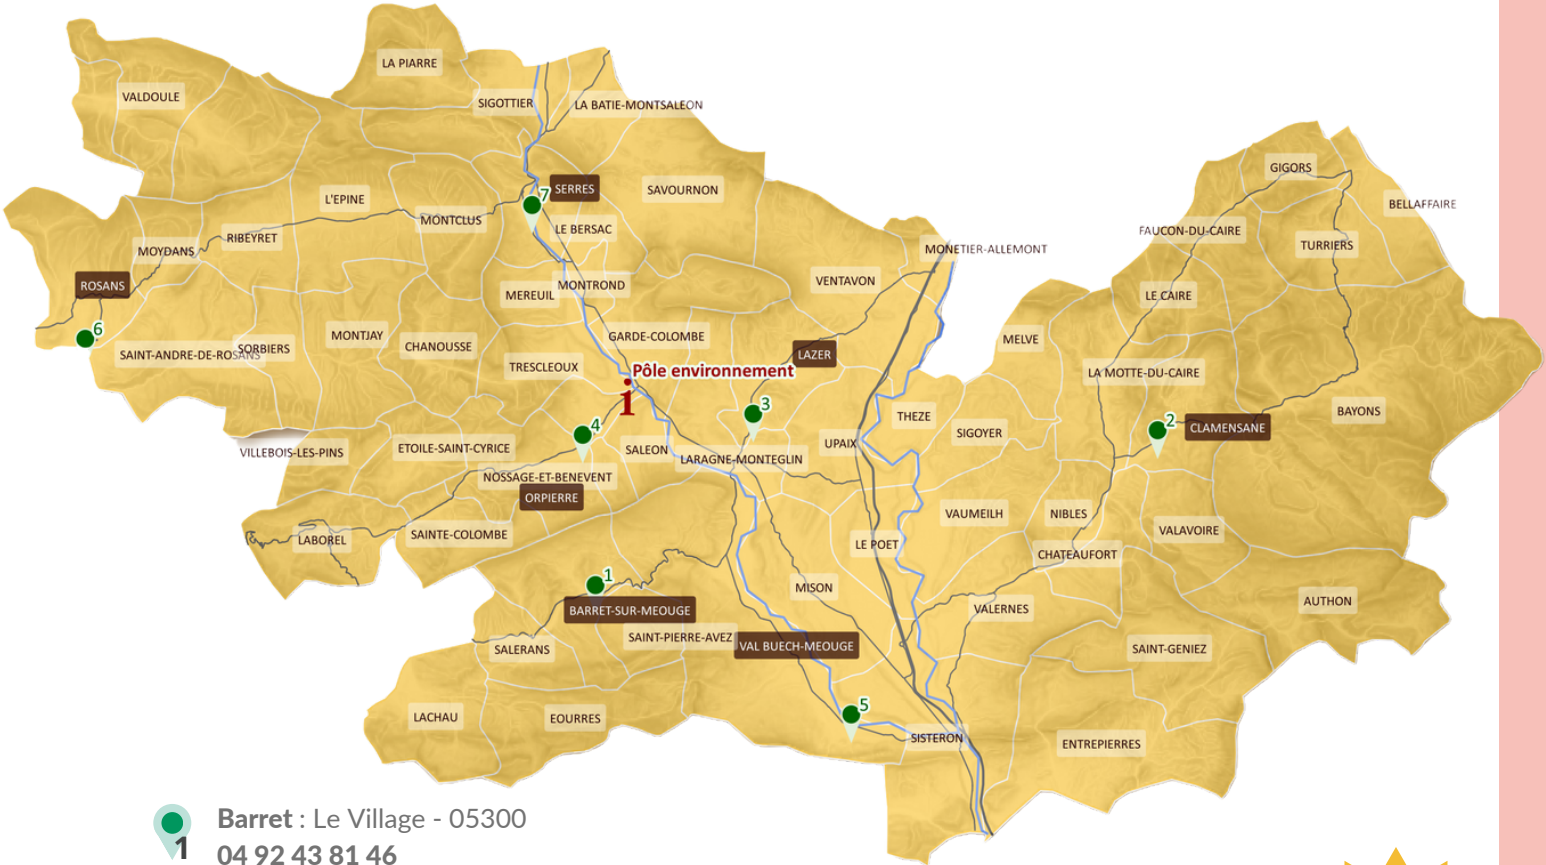 LA PIARRE
VALDOULE
SIGOTTIER
LA BATIE-MONTSALEON
GIGORS
SERRES
7
SAVOURNON
L'EPINE
BELLAFFAIRE
MONTCLUS
LE BERSAC
FAUCON-DU-CAIRE
RIBEYRET
TURRIERS
MOYDANS
MONETIER-ALLEMONT
ROSANS
MONTROND
VENTAVON
MEREUIL
LE CAIRE
6
MONTJAY
GARDE-COLOMBE
MELVE
CHANOUSSE
SORBIERS
SAINT-ANDRE-DE-ROSANS
LAZER
TRESCLEOUX
Pôle environnement
LA MOTTE-DU-CAIRE
i
3
BAYONS
THEZE
2
CLAMENSANE
4
SIGOYER
UPAIX
ETOILE-SAINT-CYRICE
SALEON
VILLEBOIS-LES-PINS
LARAGNE-MONTEGLIN
NOSSAGE-ET-BENEVENT
ORPIERRE
VAUMEILH
NIBLES
VALAVOIRE
SAINTE-COLOMBE
LABOREL
LE POET
CHATEAUFORT
1
MISON
AUTHON
BARRET-SUR-MEOUGE
VALERNES
SAINT-PIERRE-AVEZ
VAL BUECH-MEOUGE
SALERANS
SAINT-GENIEZ
5
LACHAU
EOURRES
SISTERON
ENTREPIERRES
1
Barret : Le Village - 05300
04 92 43 81 46